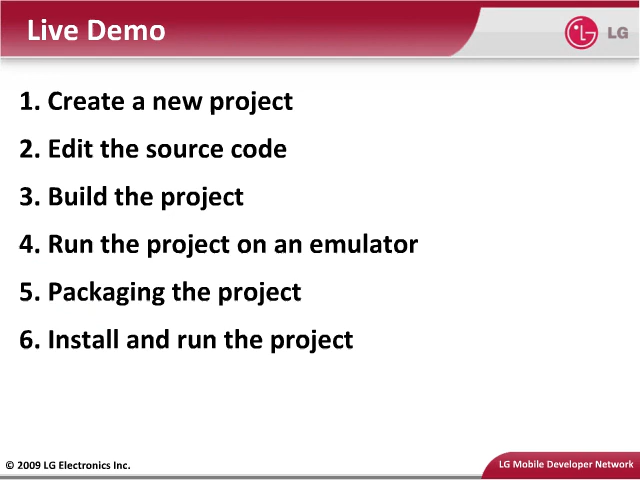 Live Demo
LG
1. Create a new project
2. Edit the source code
3. Build the project
4. Run the project on an emulator
5. Packaging the project
6. Install and run the project
© 2009 LG Electronics Inc.
LG Mobile Developer Network